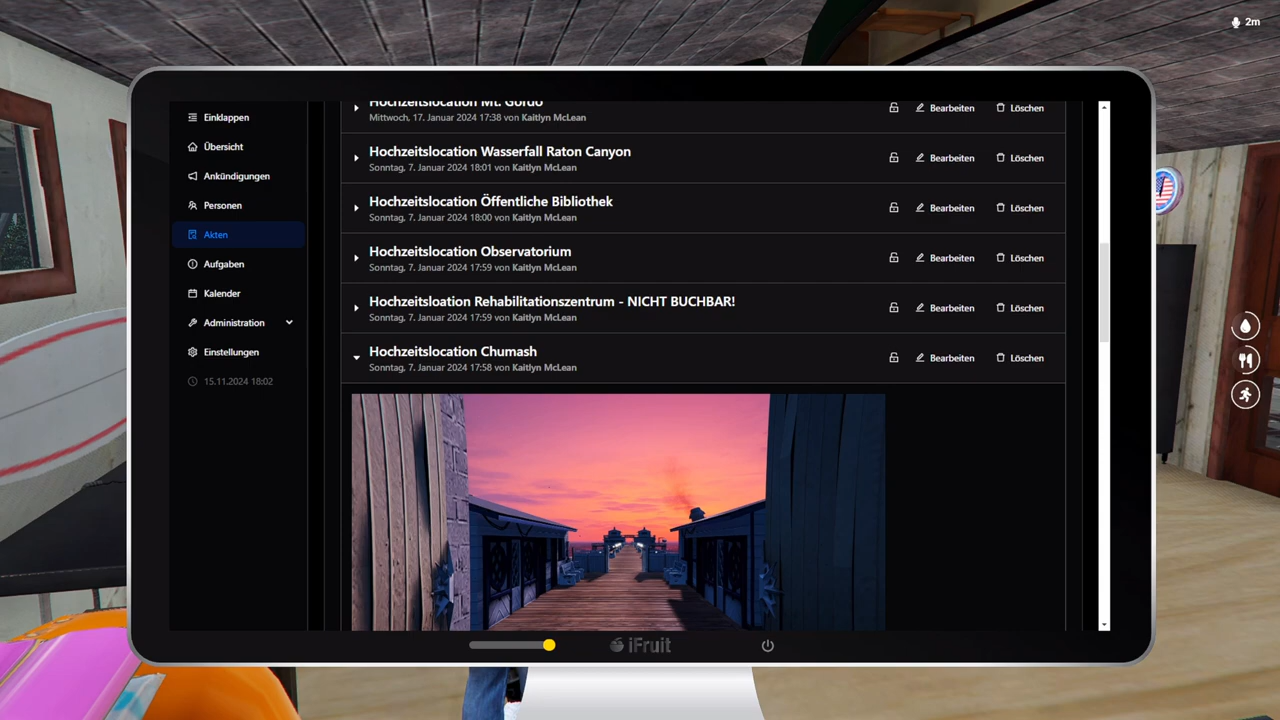 2m
Einklappen
Übersicht
Ankündigungen
Personen
Akten
Aufgaben
Kalender
Administration
Einstellungen
15.11.2024 18:02
Hochzeitslocation Mt. Gordo
Mittwoch, 17. Januar 2024 17:38 von Kaitlyn McLean
Bearbeiten Löschen
Hochzeitslocation Wasserfall Raton Canyon
Sonntag, 7. Januar 2024 18:01 von Kaitlyn McLean
Bearbeiten Löschen
Hochzeitslocation Öffentliche Bibliothek
Sonntag, 7. Januar 2024 18:00 von Kaitlyn McLean
Bearbeiten Löschen
Hochzeitslocation Observatorium
Sonntag, 7. Januar 2024 17:59 von Kaitlyn McLean
Bearbeiten Löschen
Hochzeitsloation Rehabilitationszentrum - NICHT BUCHBAR!
Sonntag, 7. Januar 2024 17:59 von Kaitlyn McLean
Bearbeiten Löschen
Hochzeitslocation Chumash
Sonntag, 7. Januar 2024 17:58 von Kaitlyn McLean
Bearbeiten Löschen
iFruit